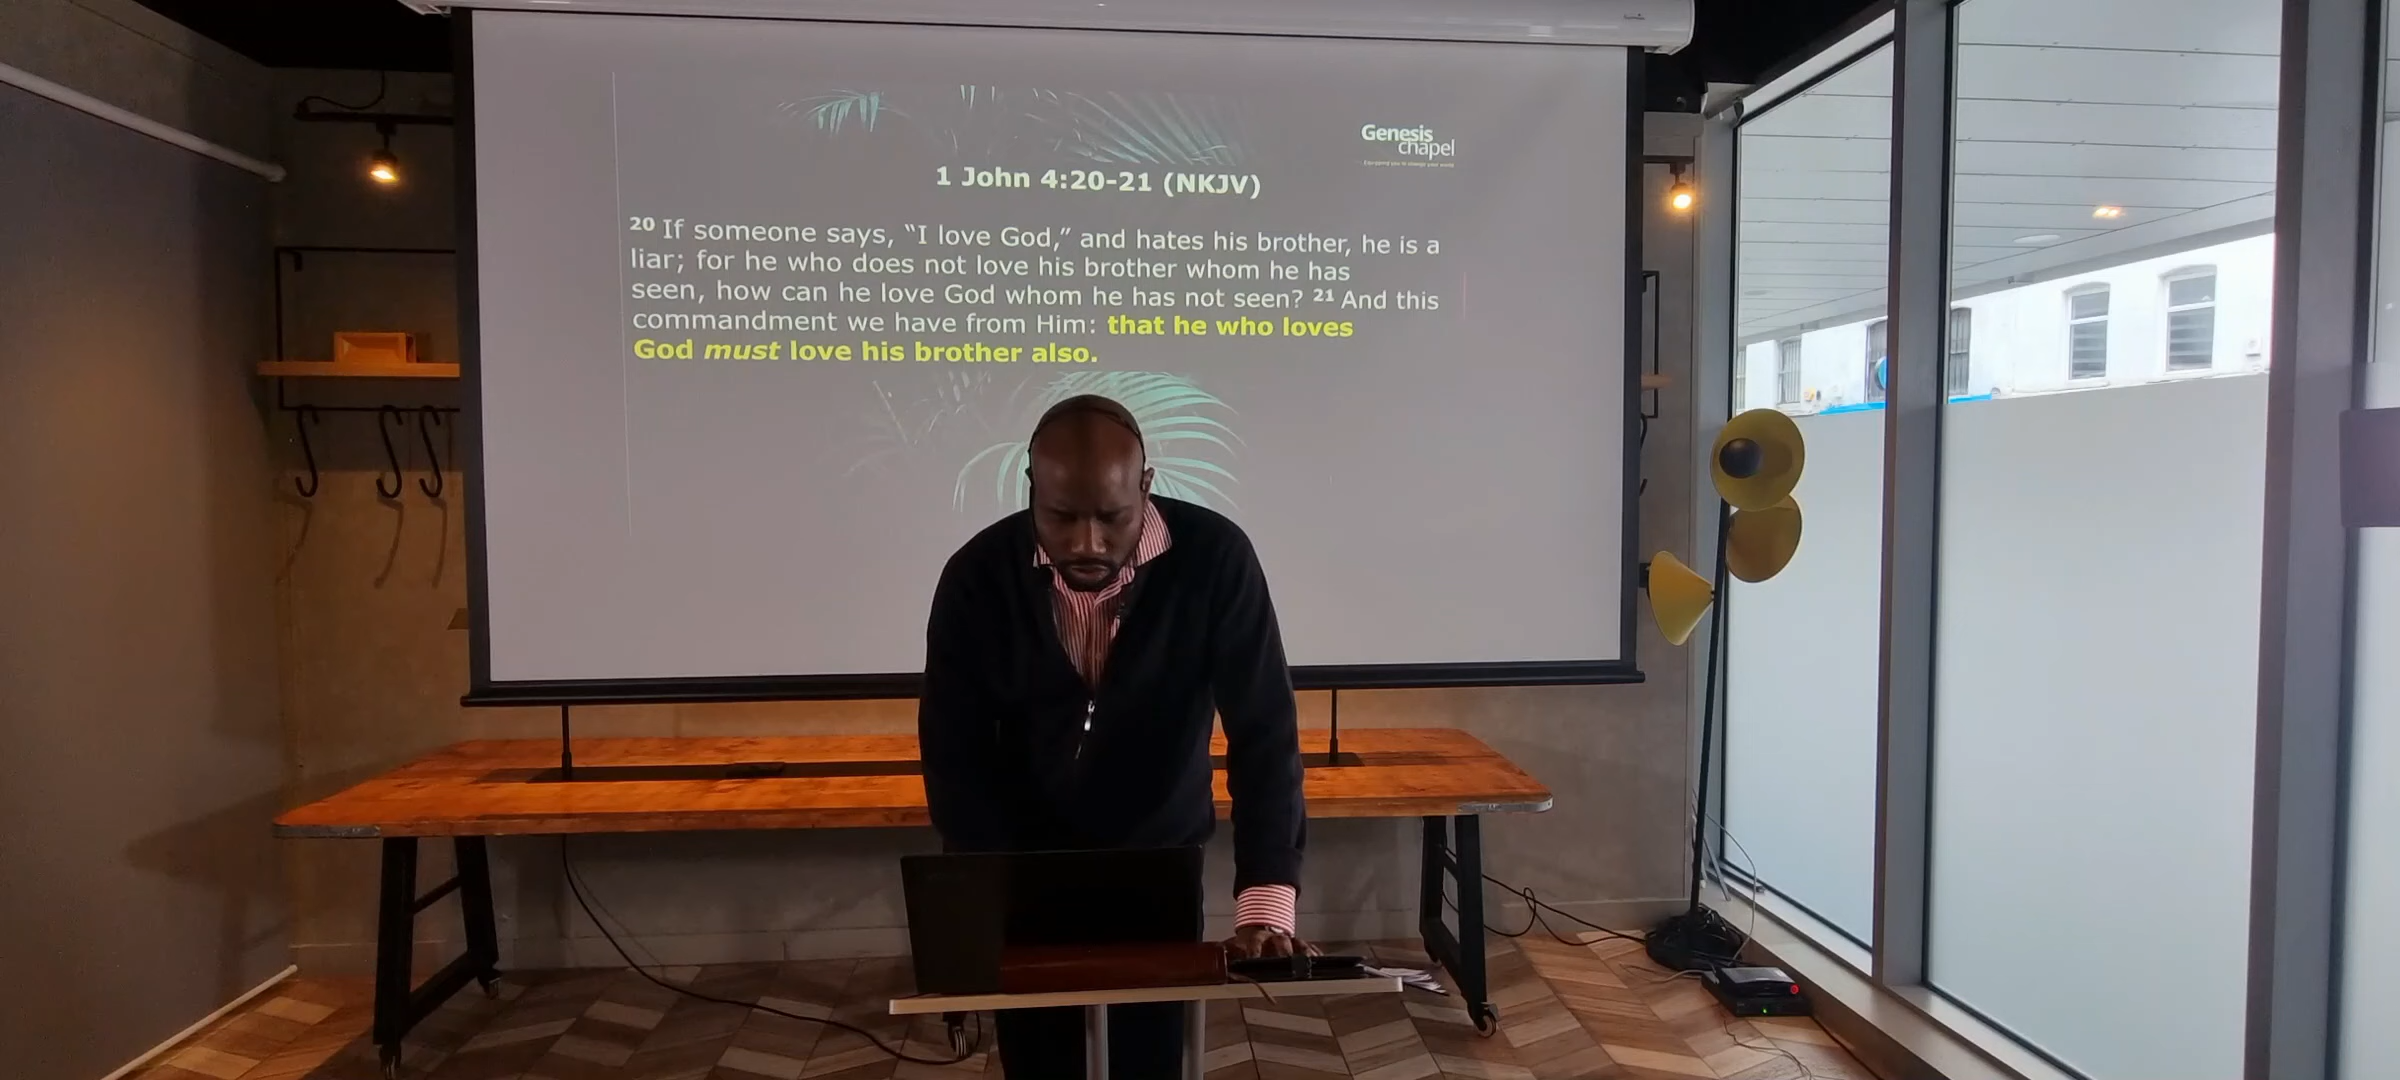 Genesis
chapel
1 John 4:20-21 (NKJV)
20 If someone says, “I love God,” and hates his brother, he is a
liar; for he who does not love his brother whom he has
seen, how can he love God whom he has not seen? 21 And this
commandment we have from Him: that he who loves
God must love his brother also.